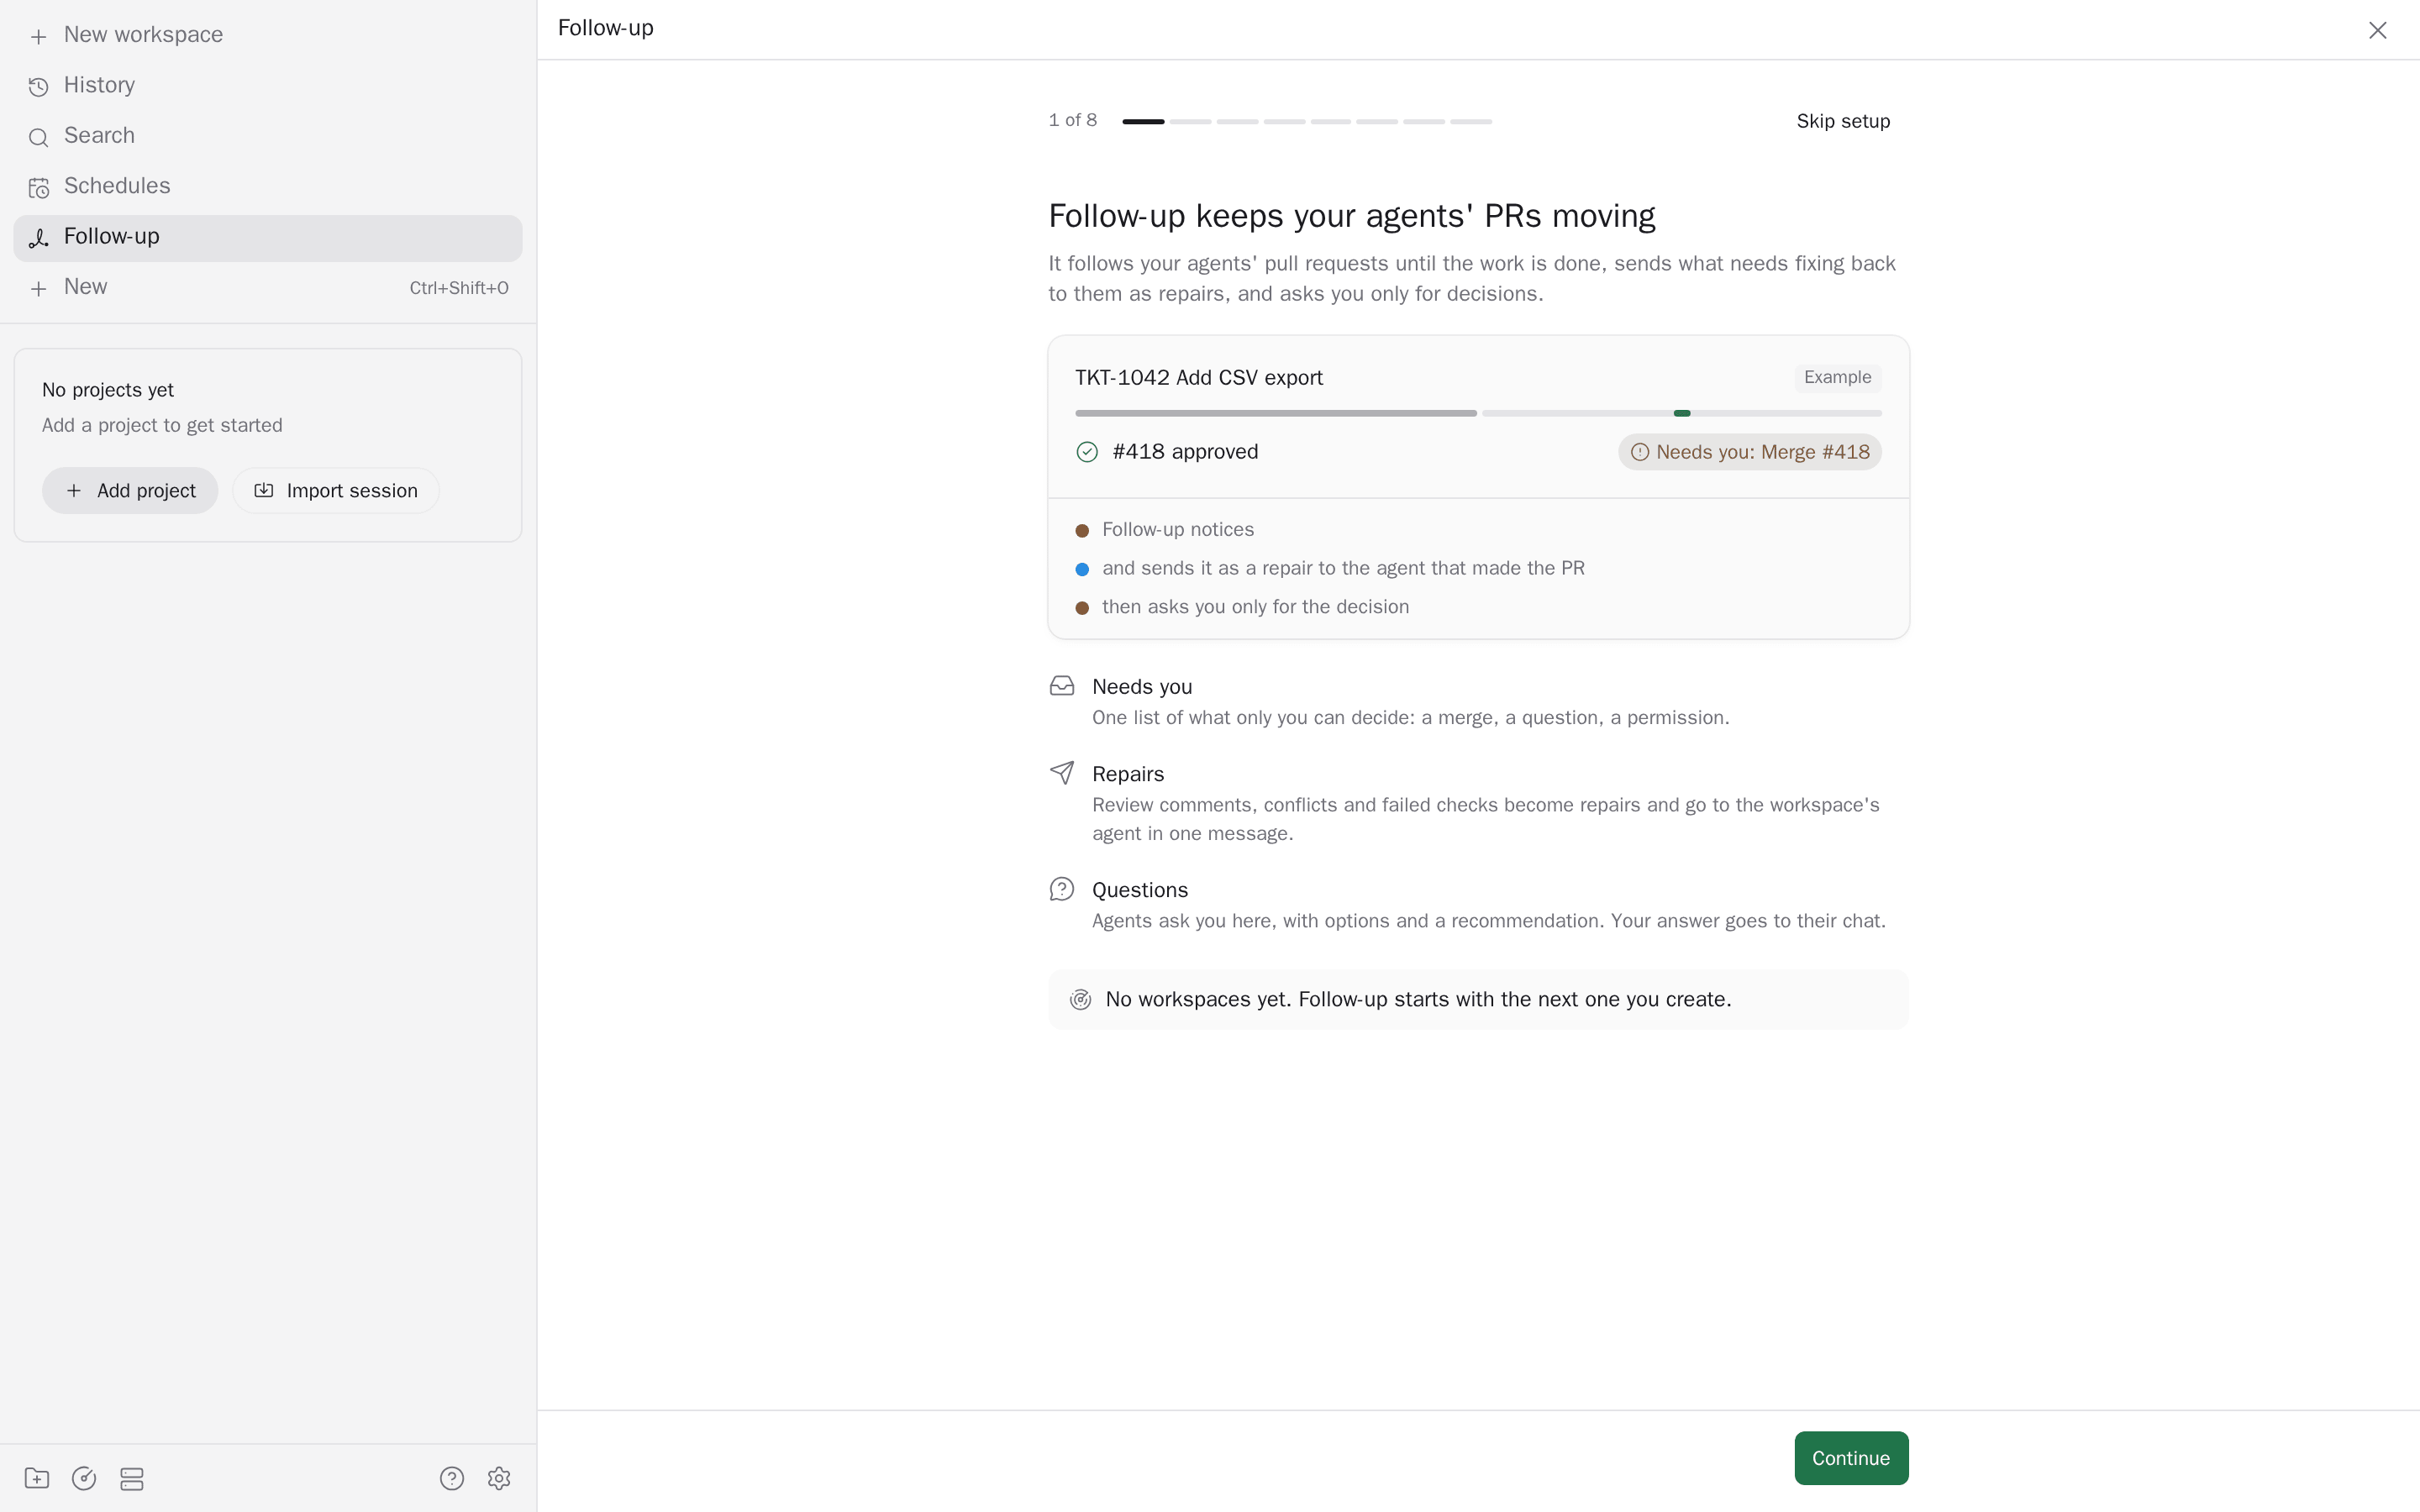 New workspace
History
Search
Schedules
Follow-up
New Ctrl+Shift+O
No projects yet
Add a project to get started
Add project
Import session
Follow-up
1 of 8
Skip setup
Follow-up keeps your agents' PRs moving
It follows your agents' pull requests until the work is done, sends what needs fixing back
to them as repairs, and asks you only for decisions.
TKT-1042 Add CSV export
Example
#418 approved
Needs you: Merge #418
Follow-up notices
and sends it as a repair to the agent that made the PR
then asks you only for the decision
Needs you
One list of what only you can decide: a merge, a question, a permission.
Repairs
Review comments, conflicts and failed checks become repairs and go to the workspace's
agent in one message.
Questions
Agents ask you here, with options and a recommendation. Your answer goes to their chat.
No workspaces yet. Follow-up starts with the next one you create.
Continue